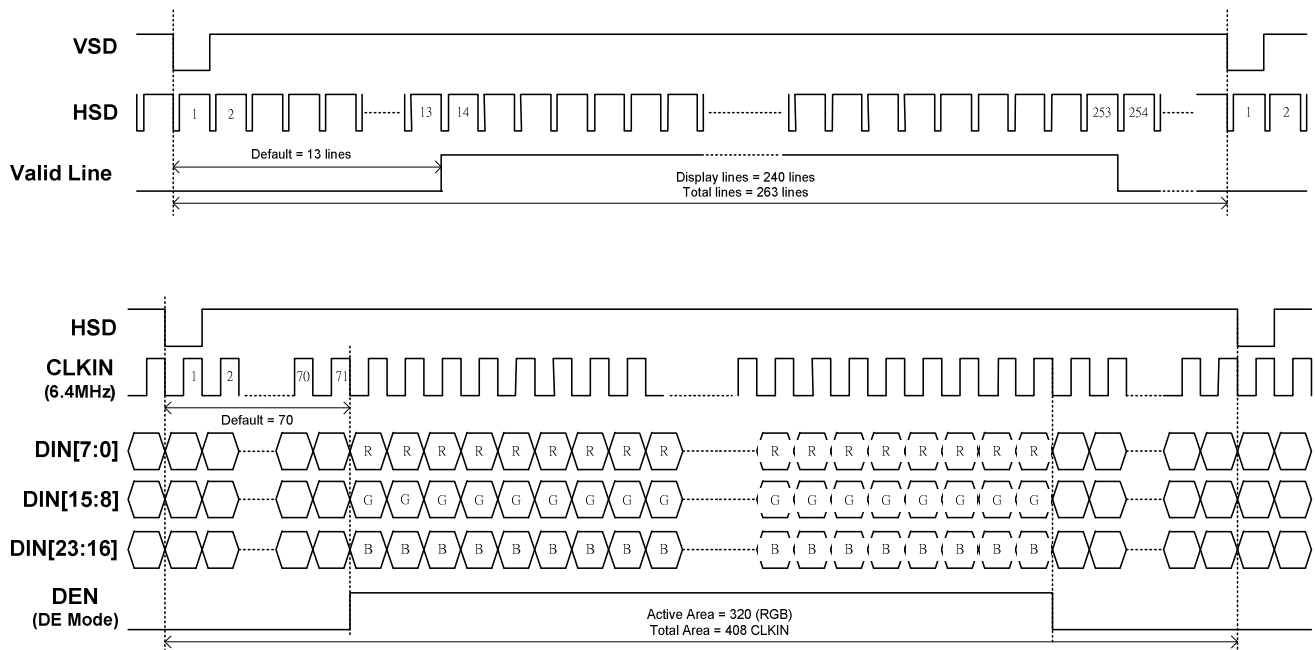 VSD
HSD
1 2 13 14 253 254 1 2
Default = 13 lines
Valid Line
Display lines = 240 lines
Total lines = 263 lines
HSD
CLKIN
(6.4MHz)
1 2 70 71
Default = 70
DIN[7:0]
R R R R R R R R R R R R R R R R R
DIN[15:8]
G G G G G G G G G G G G G G G G G
DIN[23:16]
B B B B B B B B B B B B B B B B B
DEN
(DE Mode)
Active Area = 320 (RGB)
Total Area = 408 CLKIN